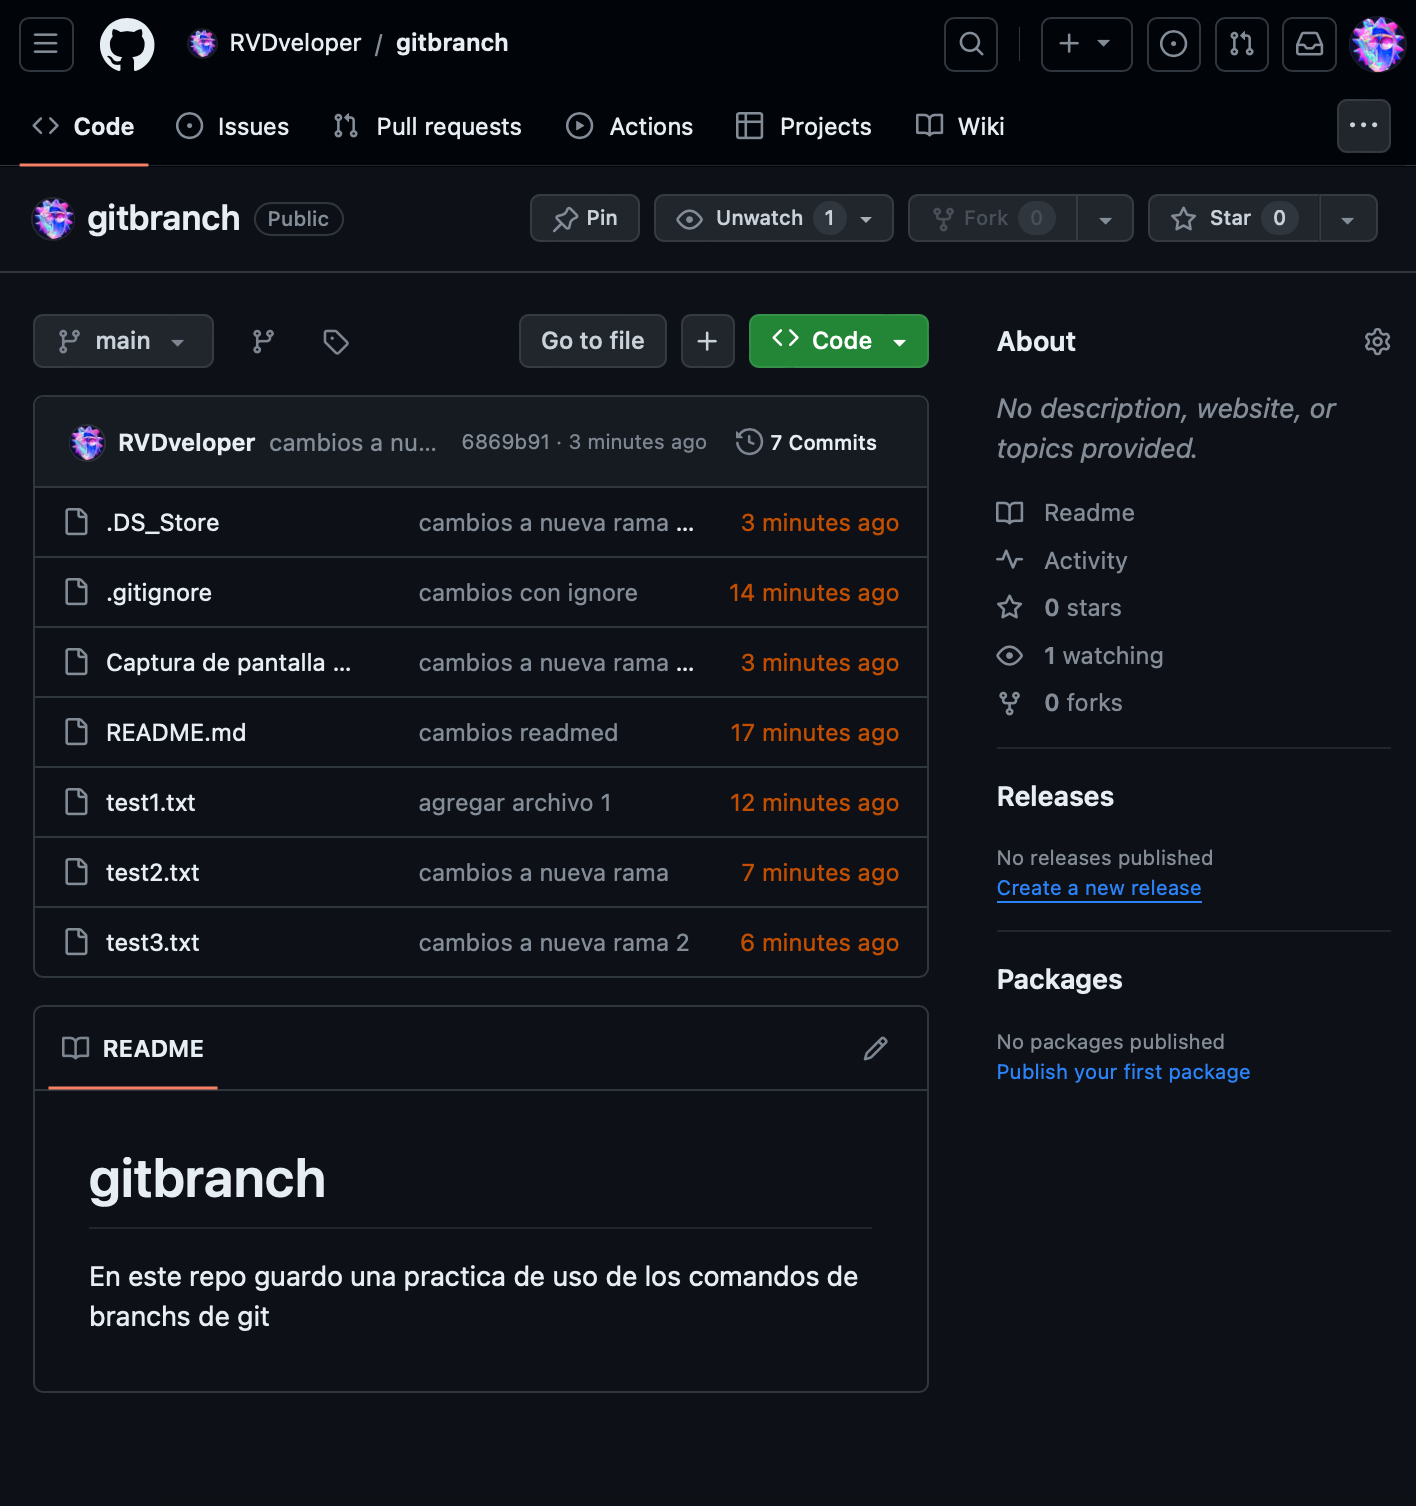 RVDveloper / gitbranch
Code Issues Pull requests Actions Projects Wiki
gitbranch Public Pin Unwatch 1 Fork 0 Star 0
main Go to file Code
RVDveloper cambios a nu... 6869b91 · 3 minutes ago 7 Commits
.DS_Store cambios a nueva rama ... 3 minutes ago
.gitignore cambios con ignore 14 minutes ago
Captura de pantalla ... cambios a nueva rama ... 3 minutes ago
README.md cambios readmed 17 minutes ago
test1.txt agregar archivo 1 12 minutes ago
test2.txt cambios a nueva rama 7 minutes ago
test3.txt cambios a nueva rama 2 6 minutes ago
README
gitbranch
En este repo guardo una practica de uso de los comandos de
branchs de git
About
No description, website, or
topics provided.
Readme
Activity
0 stars
1 watching
0 forks
Releases
No releases published
Create a new release
Packages
No packages published
Publish your first package